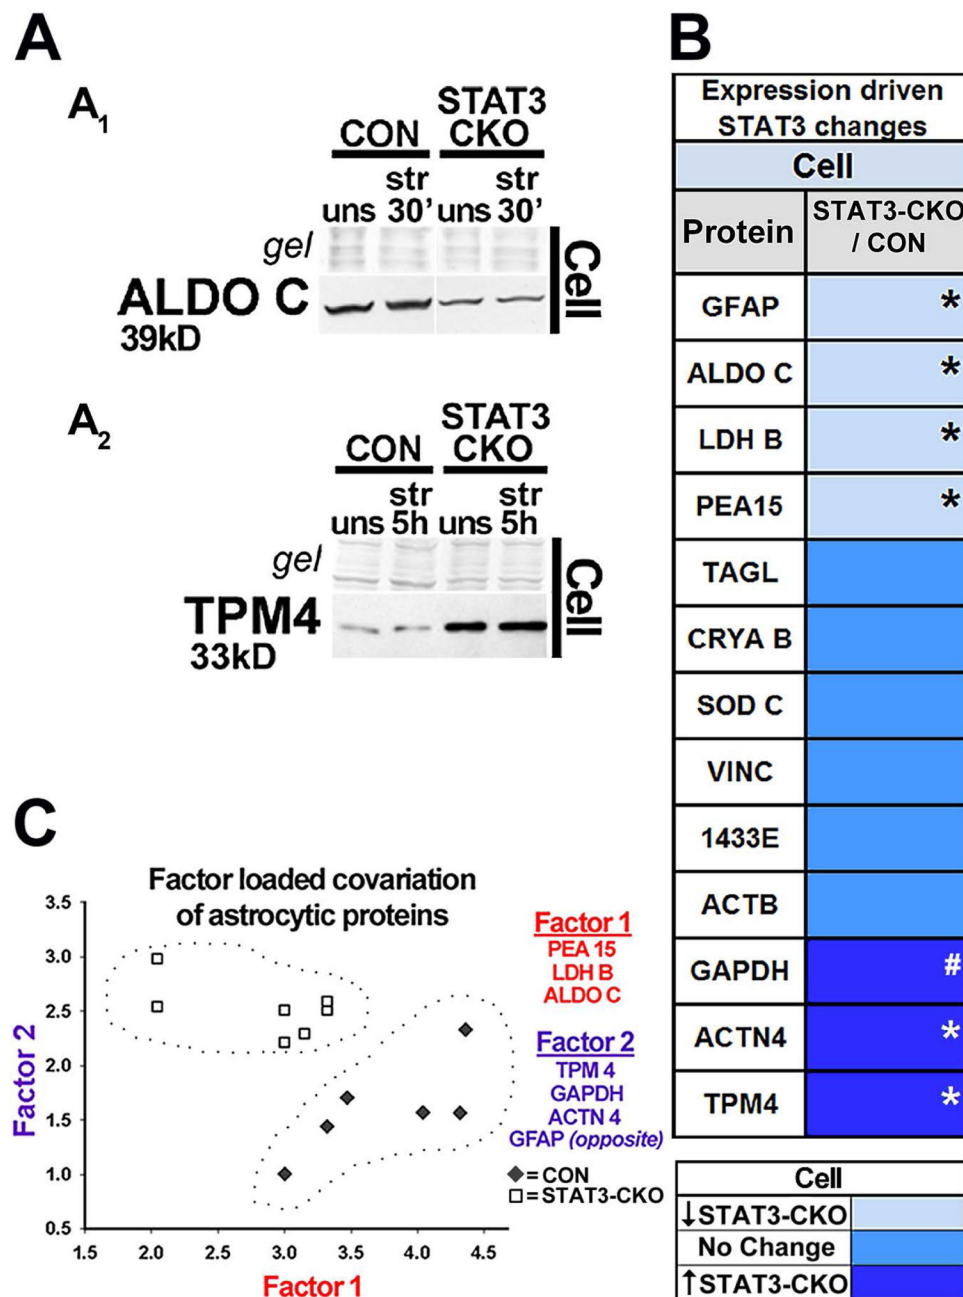 A
A1
CON
STAT3
CKO
uns
str
30'
uns
str
30'
gel
ALDO C
39kD
Cell
A2
CON
STAT3
CKO
uns
str
5h
uns
str
5h
gel
TPM4
33kD
Cell
B
Expression driven
STAT3 changes
Cell
Protein
STAT3-CKO
/ CON
GFAP *
ALDO C *
LDH B *
PEA15 *
TAGL
CRYA B
SOD C
VINC
1433E
ACTB
GAPDH #
ACTN4 *
TPM4 *
Cell
↓STAT3-CKO
No Change
↑STAT3-CKO
C
Factor loaded covariation
of astrocytic proteins
Factor 2
3.5
3.0
2.5
2.0
1.5
1.0
0.5
1.5 2.0 3.0 3.5 4.0 4.5
Factor 1
Factor 1
PEA 15
LDH B
ALDO C
Factor 2
TPM 4
GAPDH
ACTN 4
GFAP (opposite)
◆=CON
□=STAT3-CKO